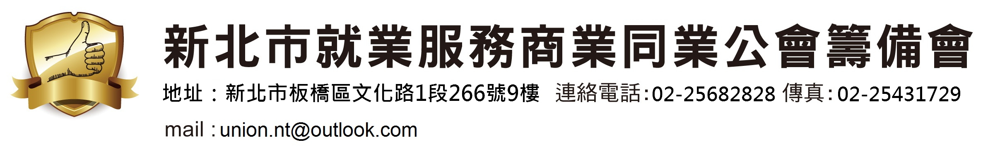 新北市就業服務商業同業公會籌備會
地址：新北市板橋區文化路1段266號9樓 連絡電話：02-25682828 傳真：02-25431729
mail：union.nt@outlook.com